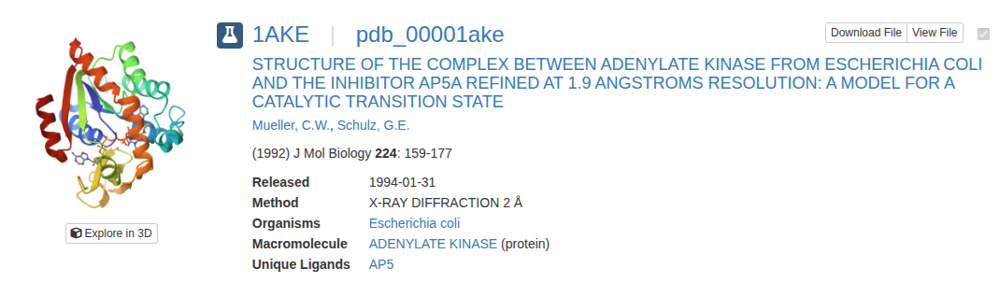 1AKE | pdb_00001ake
Download File View File
STRUCTURE OF THE COMPLEX BETWEEN ADENYLATE KINASE FROM ESCHERICHIA COLI
AND THE INHIBITOR AP5A REFINED AT 1.9 ANGSTROMS RESOLUTION: A MODEL FOR A
CATALYTIC TRANSITION STATE
Mueller, C.W., Schulz, G.E.
(1992) J Mol Biology 224: 159-177
Released 1994-01-31
Method X-RAY DIFFRACTION 2 Å
Organisms Escherichia coli
Macromolecule ADENYLATE KINASE (protein)
Unique Ligands AP5
Explore in 3D